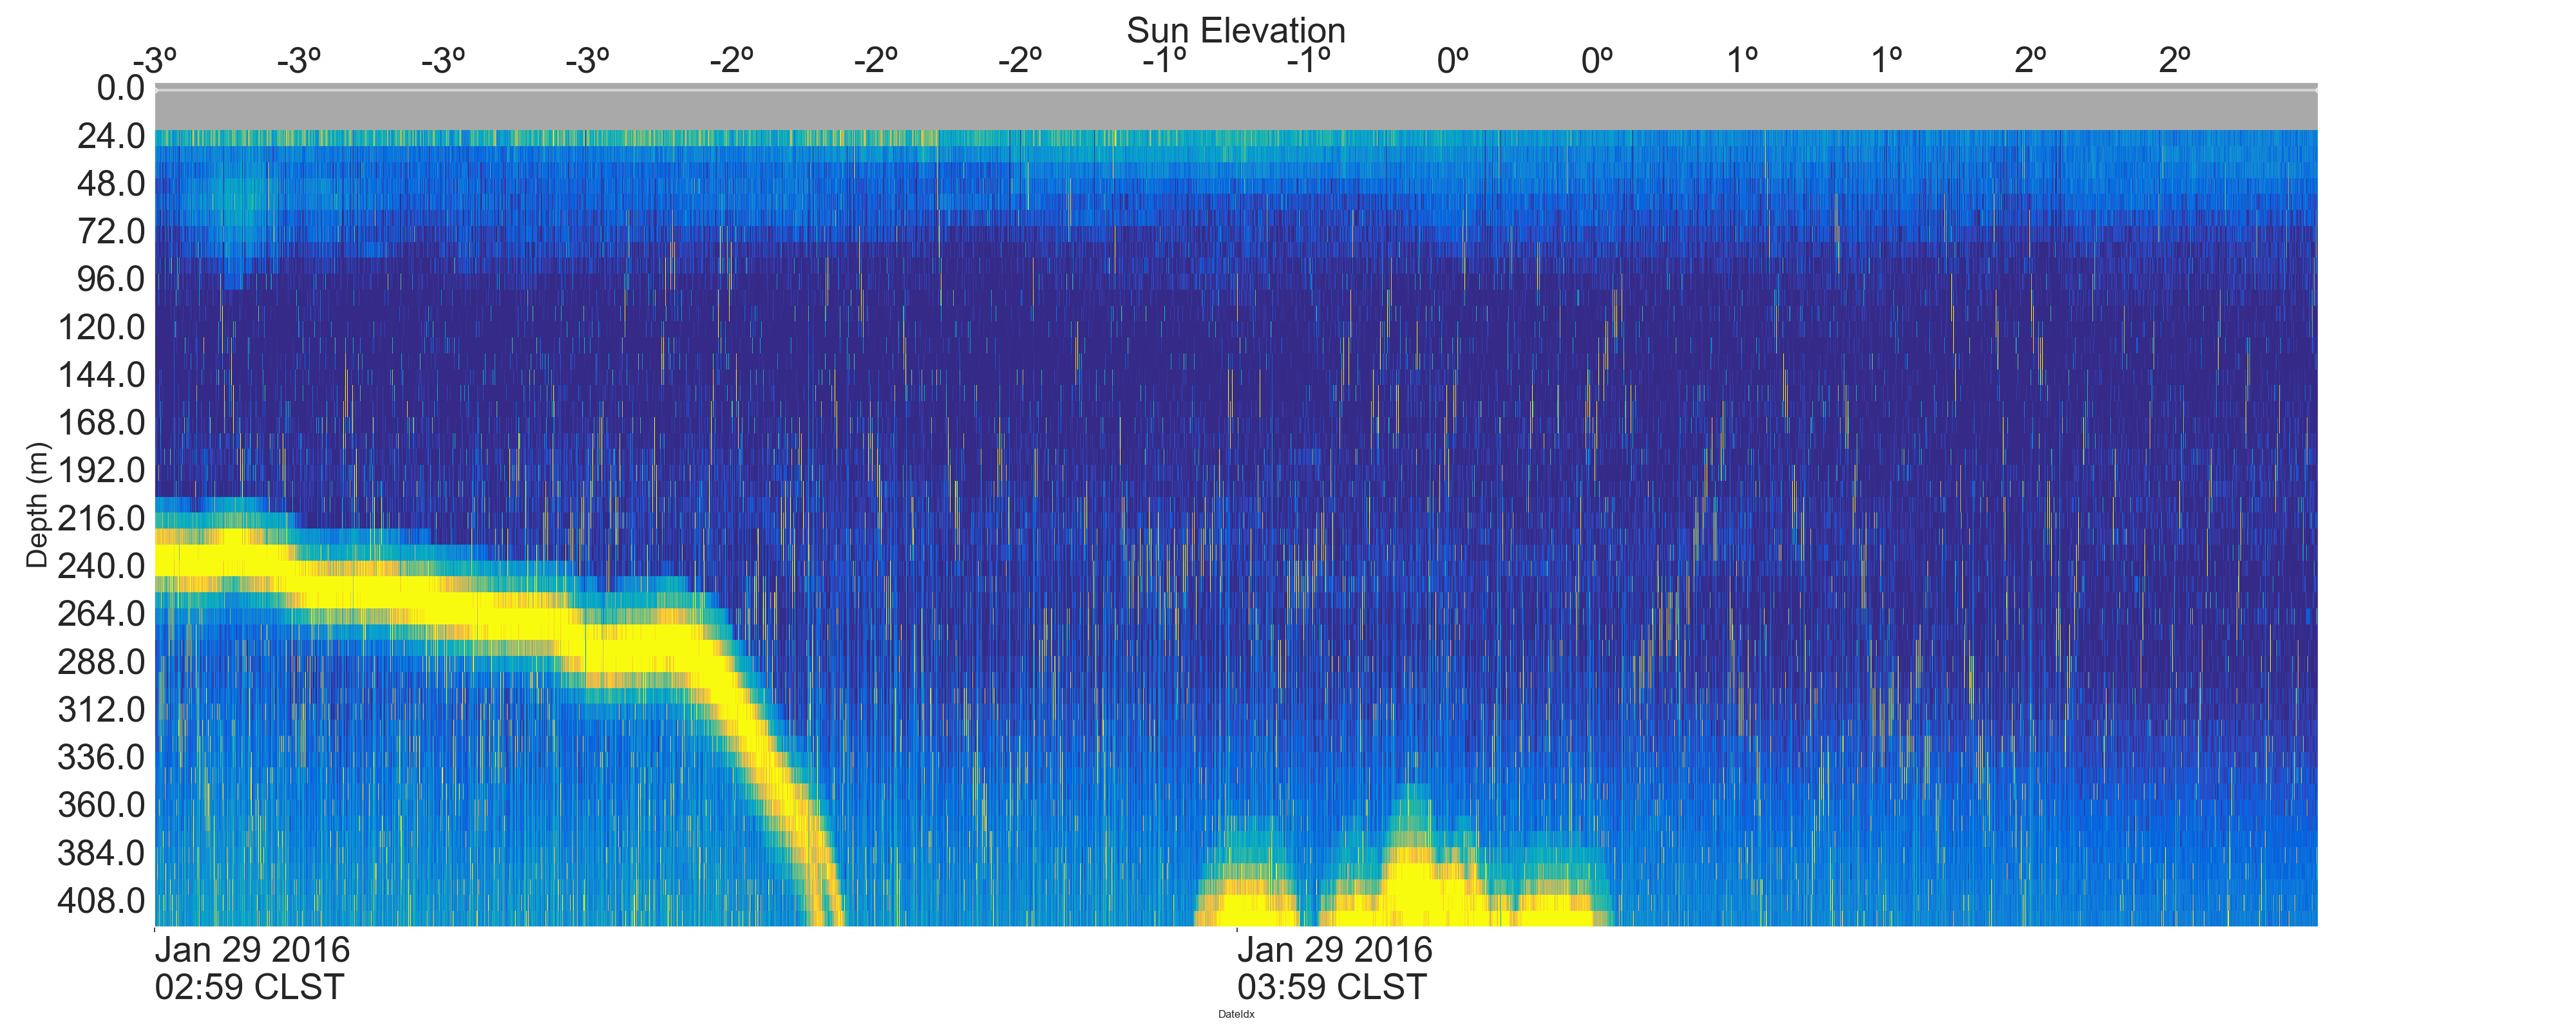 Sun Elevation
-3º -3º -3º -3º -2º -2º -2º -1º -1º 0º 0º 1º 1º 2º 2º
0.0
24.0
48.0
72.0
96.0
120.0
144.0
168.0
192.0
216.0
240.0
264.0
288.0
312.0
336.0
360.0
384.0
408.0
Depth (m)
Jan 29 2016
02:59 CLST
Jan 29 2016
03:59 CLST
DateIdx